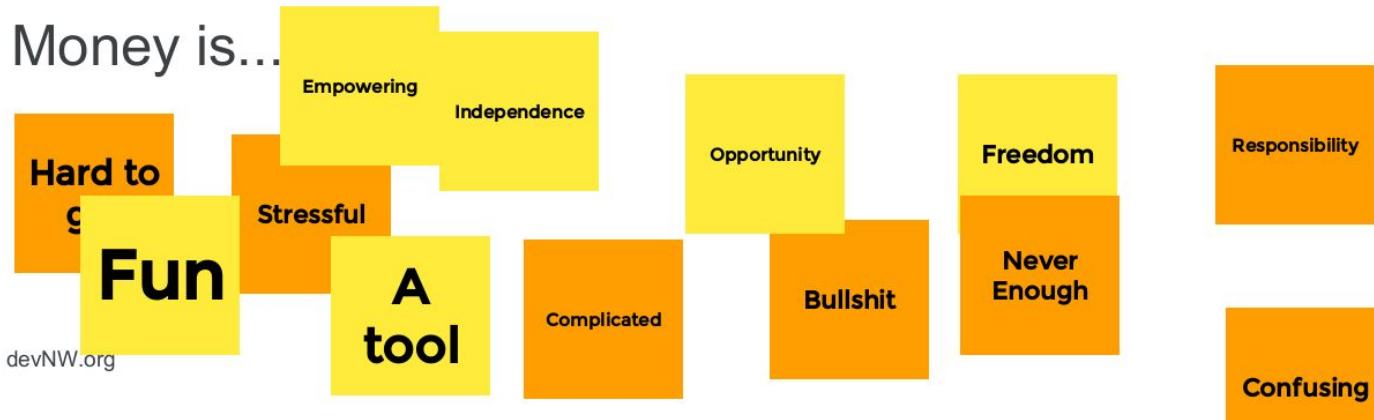 Money is...
Empowering
Independence
Opportunity
Freedom
Responsibility
Hard to
Stressful
Fun
A
tool
Complicated
Bullshit
Never
Enough
Confusing
devNW.org